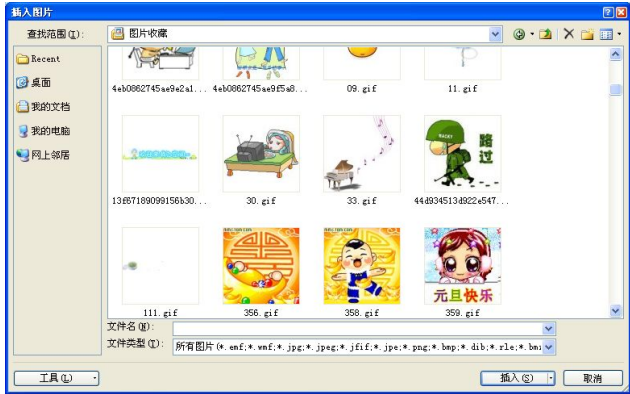 插入图片
查找范围(I):
图片收藏
Recent
桌面
我的文档
我的电脑
网上邻居
4eb0862745ae9e2a1... 4eb0862745ae9f5a8... 09.gif 11.gif
路过
13f67189099156b30... 30.gif 33.gif 44d934513d922e547...
元旦快乐
111.gif 356.gif 358.gif 359.gif
文件名(N):
文件类型(T): 所有图片(*.emf;*.wmf;*.jpg;*.jpeg;*.jfif;*.jpe;*.png;*.bmp;*.dib;*.rle;*.bm
工具(L) 插入(S) 取消